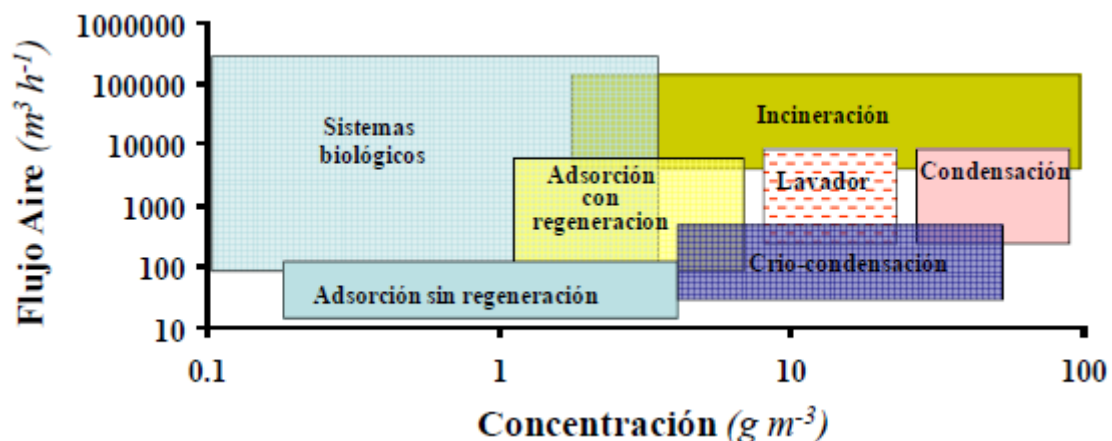 Flujo Aire (m³ h⁻¹)
1000000
100000
10000
1000
100
10
Sistemas
biológicos
Incineración
Adsorción
con
regeneracion
Lavador
Condensación
Crio-condensación
Adsorción sin regeneración
0.1
1
10
100
Concentración (g m⁻³)